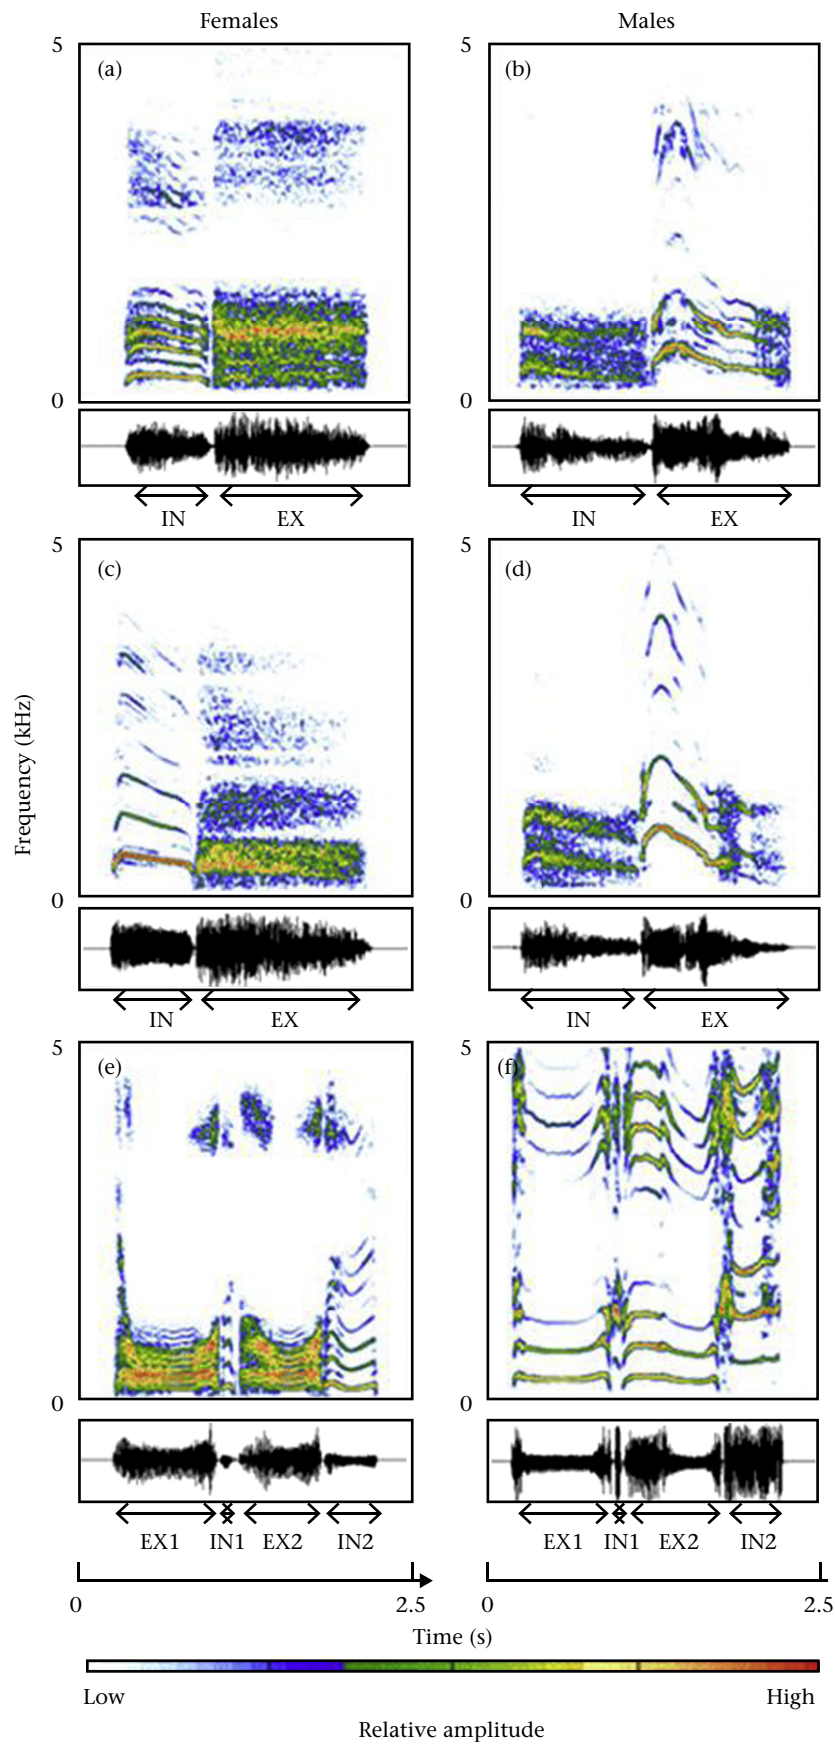 Females Males
5 5
(a) (b)
0 0
IN EX IN EX
5 5
(c) (d)
Frequency (kHz)
0 0
IN EX IN EX
5 5
(e) (f)
0 0
EX1 IN1 EX2 IN2 EX1 IN1 EX2 IN2
0 2.5 0 2.5
Time (s)
Low High
Relative amplitude